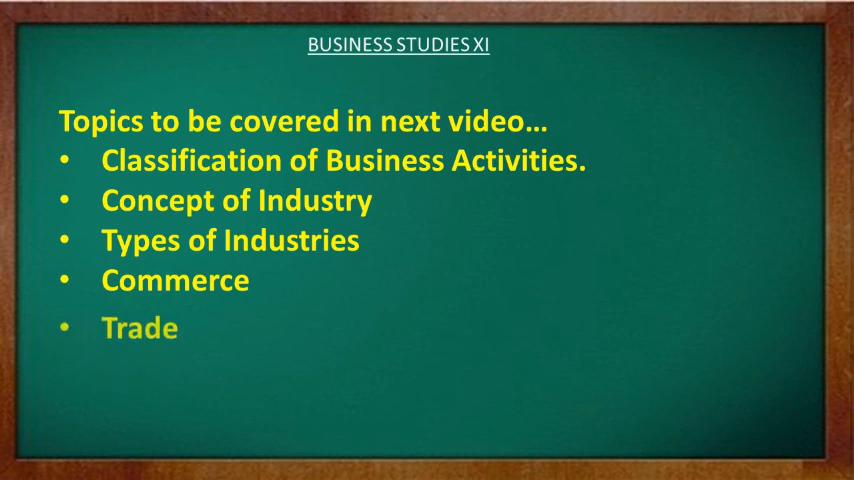 BUSINESS STUDIES XI
Topics to be covered in next video...
• Classification of Business Activities.
• Concept of Industry
• Types of Industries
• Commerce
• Trade